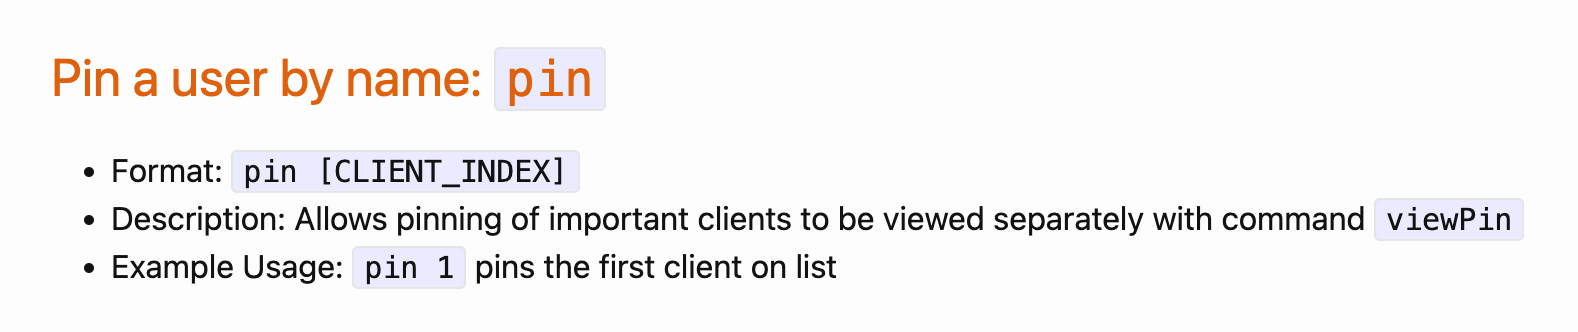 Pin a user by name: pin
• Format: pin [CLIENT_INDEX]
• Description: Allows pinning of important clients to be viewed separately with command viewPin
• Example Usage: pin 1 pins the first client on list